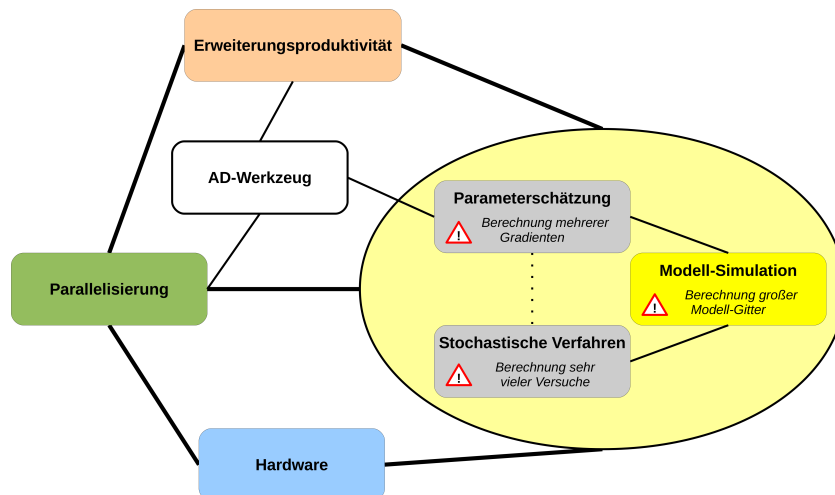 Erweiterungsproduktivität
AD-Werkzeug
Parameterschätzung
! Berechnung mehrerer
Gradienten
Parallelisierung
Modell-Simulation
! Berechnung großer
Modell-Gitter
Stochastische Verfahren
! Berechnung sehr
vieler Versuche
Hardware